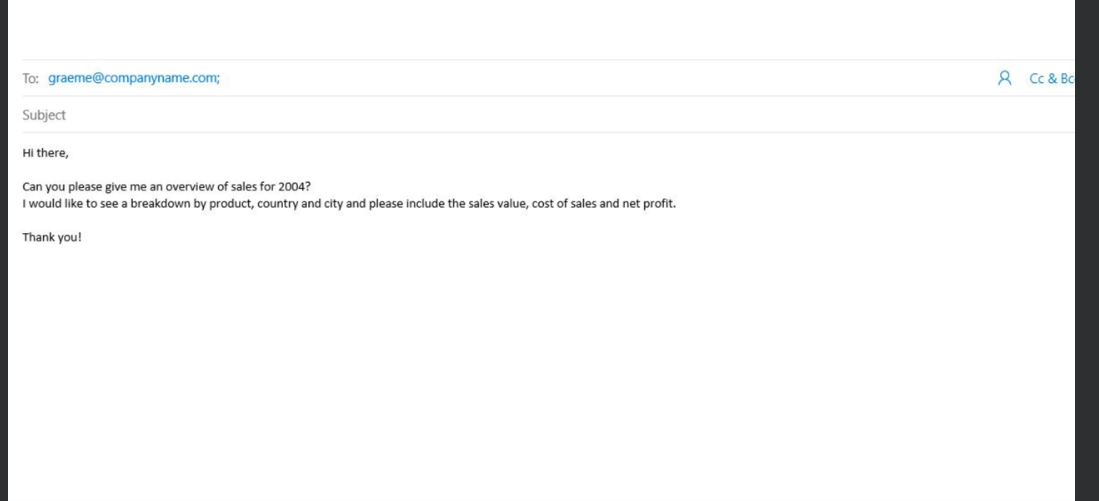 To: graeme@companyname.com;
Cc & Bc
Subject
Hi there,
Can you please give me an overview of sales for 2004?
I would like to see a breakdown by product, country and city and please include the sales value, cost of sales and net profit.
Thank you!